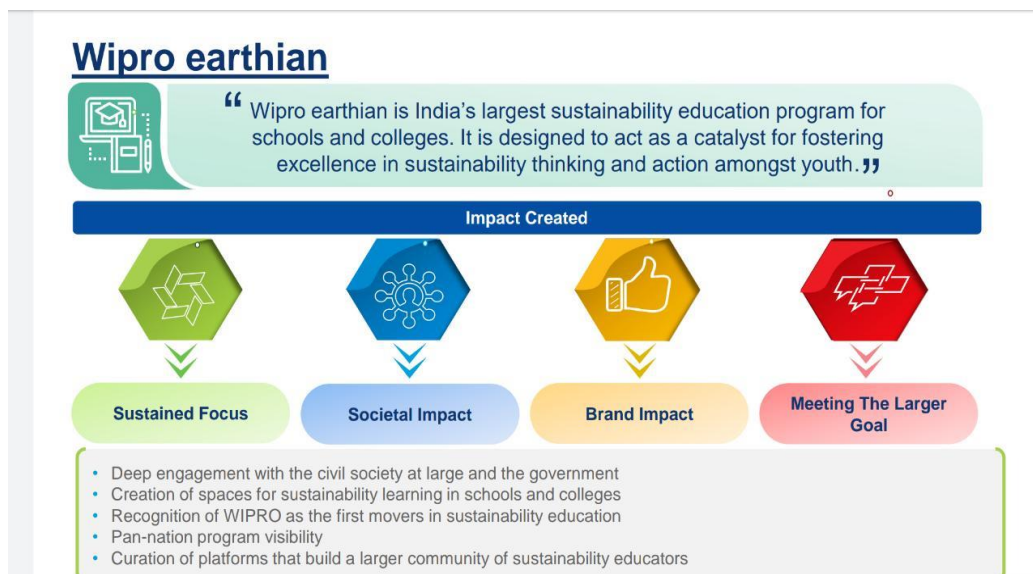 Wipro earthian
“ Wipro earthian is India’s largest sustainability education program for
schools and colleges. It is designed to act as a catalyst for fostering
excellence in sustainability thinking and action amongst youth.”
Impact Created
Sustained Focus
Societal Impact
Brand Impact
Meeting The Larger
Goal
• Deep engagement with the civil society at large and the government
• Creation of spaces for sustainability learning in schools and colleges
• Recognition of WIPRO as the first movers in sustainability education
• Pan-nation program visibility
• Curation of platforms that build a larger community of sustainability educators